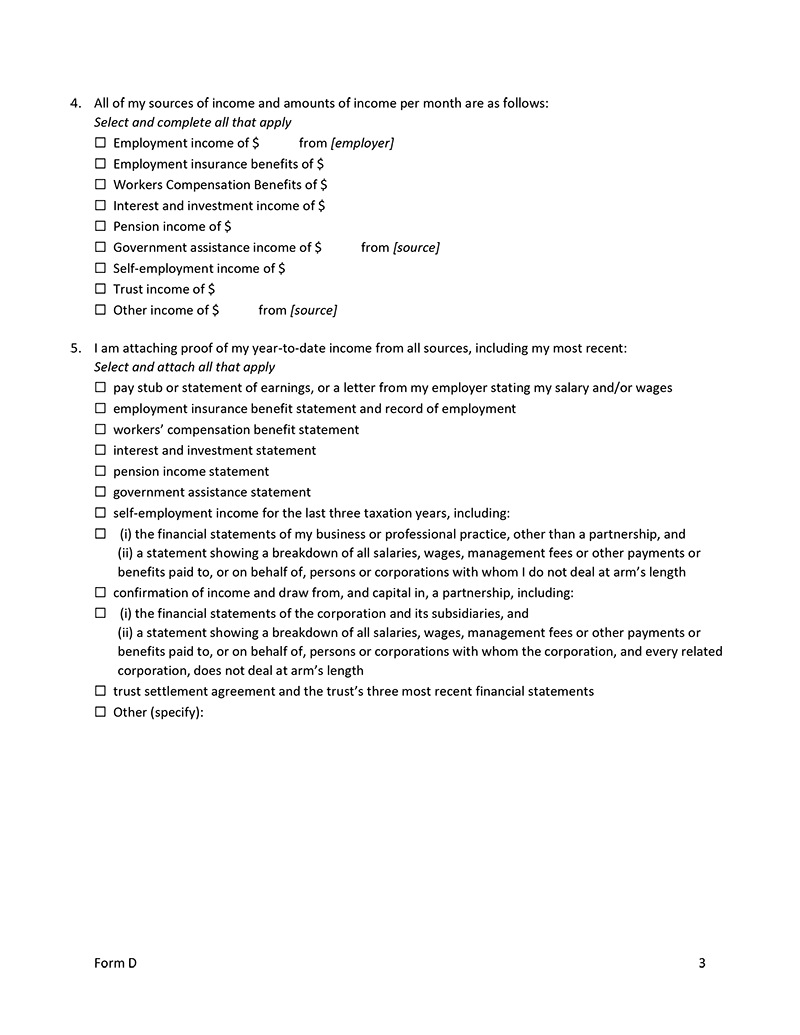 4. All of my sources of income and amounts of income per month are as follows:
Select and complete all that apply
☐ Employment income of $ from [employer]
☐ Employment insurance benefits of $
☐ Workers Compensation Benefits of $
☐ Interest and investment income of $
☐ Pension income of $
☐ Government assistance income of $ from [source]
☐ Self-employment income of $
☐ Trust income of $
☐ Other income of $ from [source]
5. I am attaching proof of my year-to-date income from all sources, including my most recent:
Select and attach all that apply
☐ pay stub or statement of earnings, or a letter from my employer stating my salary and/or wages
☐ employment insurance benefit statement and record of employment
☐ workers’ compensation benefit statement
☐ interest and investment statement
☐ pension income statement
☐ government assistance statement
☐ self-employment income for the last three taxation years, including:
☐ (i) the financial statements of my business or professional practice, other than a partnership, and
(ii) a statement showing a breakdown of all salaries, wages, management fees or other payments or
benefits paid to, or on behalf of, persons or corporations with whom I do not deal at arm’s length
☐ confirmation of income and draw from, and capital in, a partnership, including:
☐ (i) the financial statements of the corporation and its subsidiaries, and
(ii) a statement showing a breakdown of all salaries, wages, management fees or other payments or
benefits paid to, or on behalf of, persons or corporations with whom the corporation, and every related
corporation, does not deal at arm’s length
☐ trust settlement agreement and the trust’s three most recent financial statements
☐ Other (specify):
Form D 3